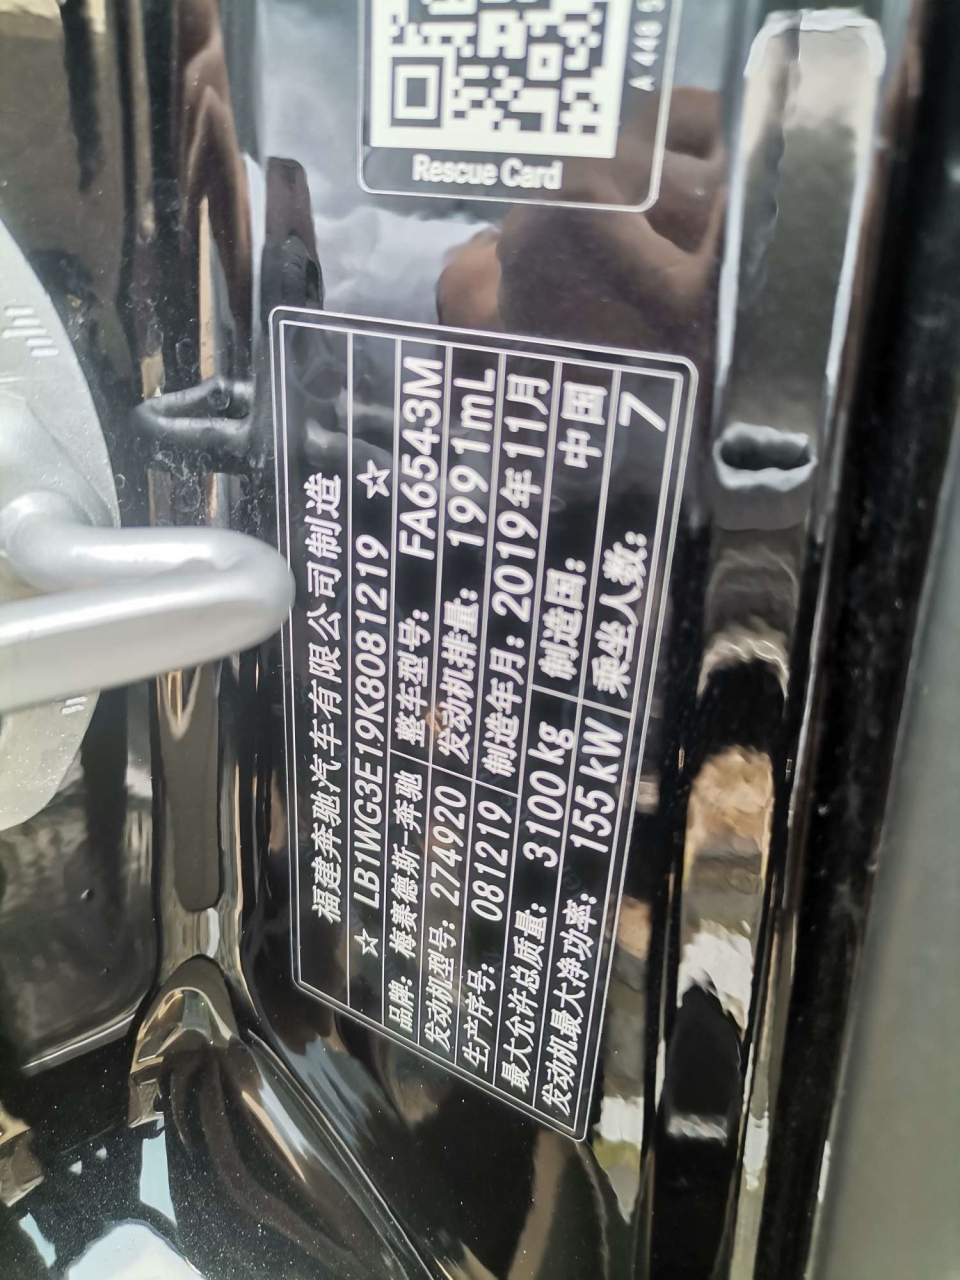 A 448
Rescue Card
福建奔驰汽车有限公司制造
☆ LB1WG3E19K8081219 ☆
品牌: 梅赛德斯-奔驰 整车型号: FA6543M
发动机型号: 274920 发动机排量: 1991mL
生产序号: 081219 制造年月: 2019年11月
最大允许总质量: 3100kg 制造国: 中国
发动机最大净功率: 155kW 乘坐人数: 7